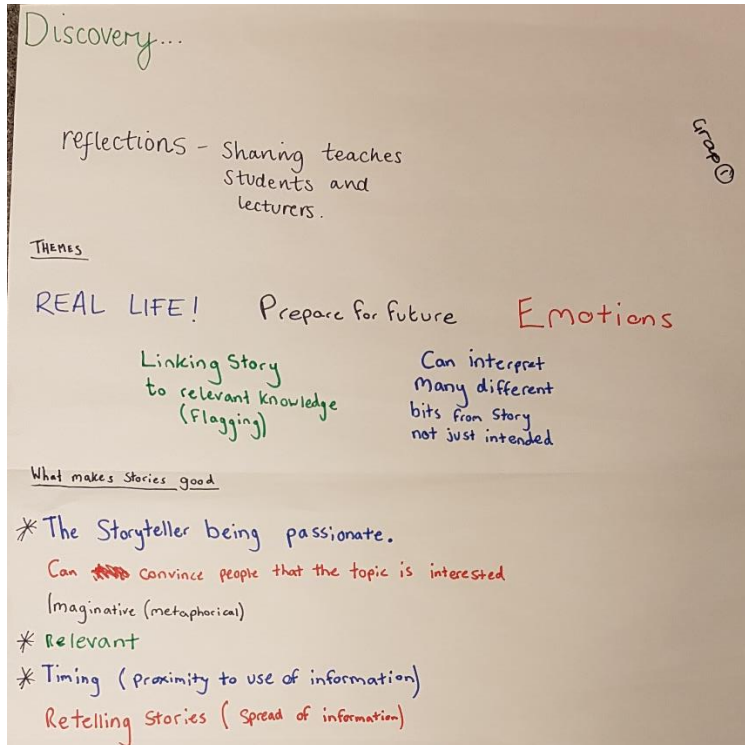 Discovery...
Group ①
reflections - Sharing teaches
Students and
lecturers.
THEMES
REAL LIFE! Prepare for future Emotions
Linking Story
to relevant knowledge
(Flagging)
Can interpret
many different
bits from Story
not just intended
What makes stories good
* The Storyteller being passionate.
Can convince people that the topic is interested
Imaginative (metaphorical)
* Relevant
* Timing (proximity to use of information)
Retelling Stories (Spread of information)